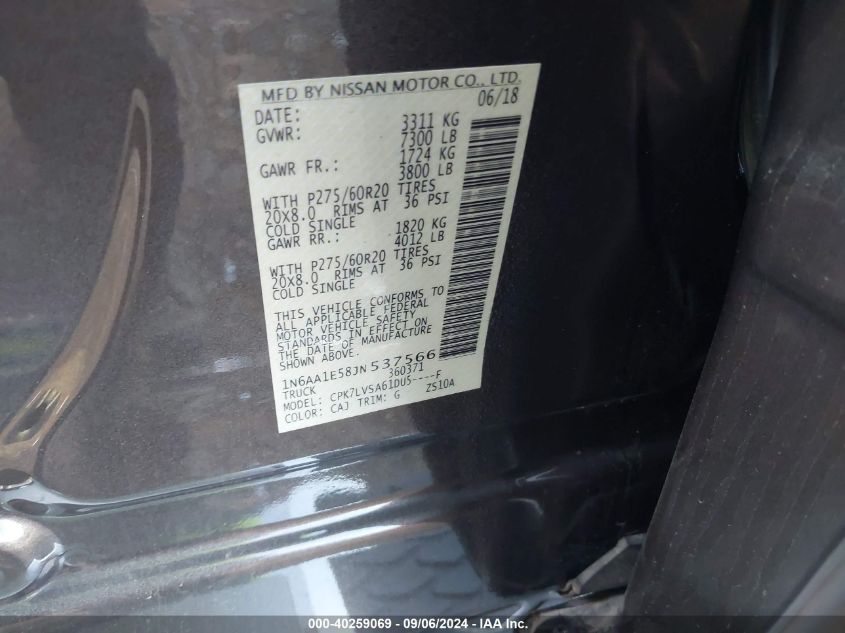 MFD BY NISSAN MOTOR CO., LTD.
DATE: 06/18
GVWR: 3311 KG
7300 LB
GAWR FR.: 1724 KG
3800 LB
WITH P275/60R20 TIRES
20X8.0 RIMS AT 36 PSI
COLD SINGLE
GAWR RR.: 1820 KG
4012 LB
WITH P275/60R20 TIRES
20X8.0 RIMS AT 36 PSI
COLD SINGLE
THIS VEHICLE CONFORMS TO
ALL APPLICABLE FEDERAL
MOTOR VEHICLE SAFETY
STANDARDS IN EFFECT ON
THE DATE OF MANUFACTURE
SHOWN ABOVE.
1N6AA1E58JN537566
TRUCK 360371
MODEL: CPK7LVSA61DU5----F
COLOR: CAJ TRIM: G ZS10A
000-40259069 - 09/06/2024 - IAA Inc.